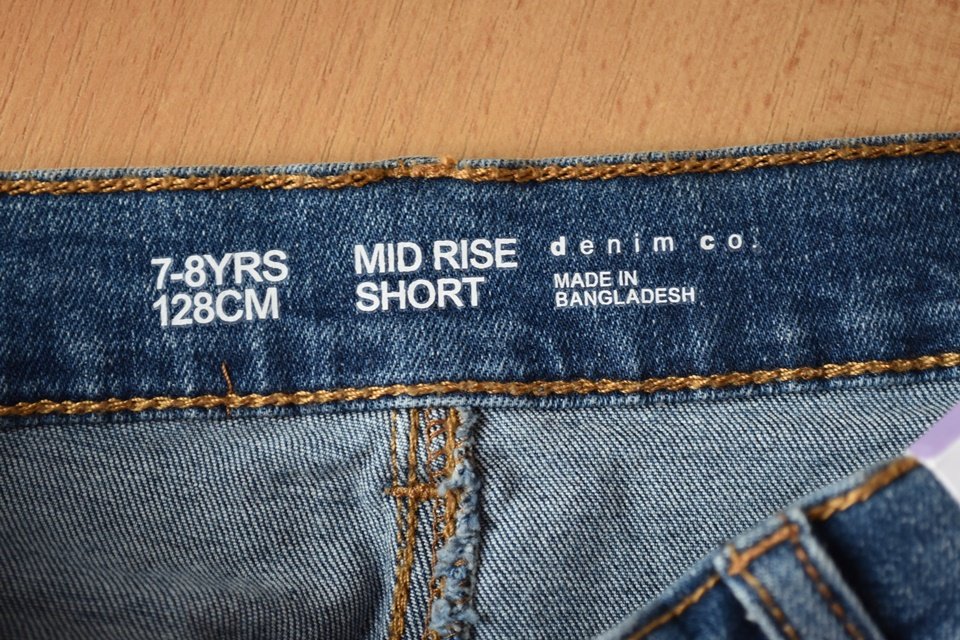 7-8YRS
128CM
MID RISE
SHORT
denim co.
MADE IN
BANGLADESH